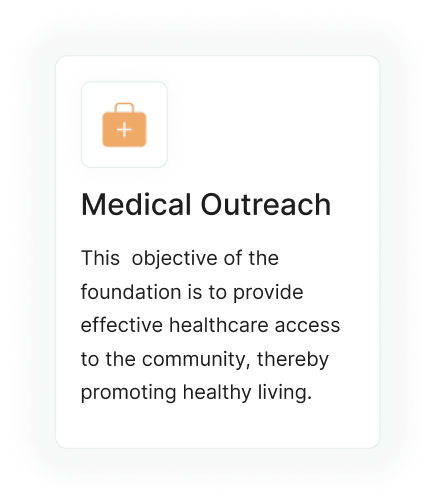 Medical Outreach
This  objective of the
foundation is to provide
effective healthcare access
to the community, thereby
promoting healthy living.